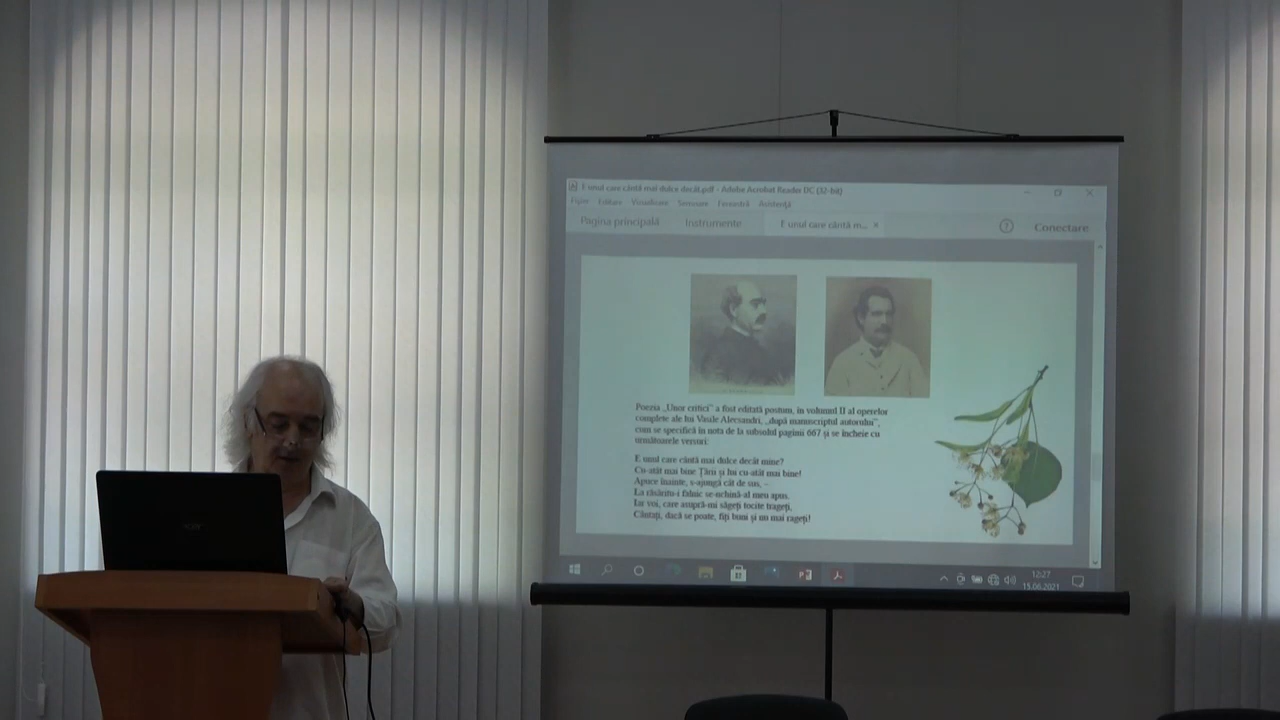 E unul care cântă mai dulce decât.pdf - Adobe Acrobat Reader DC (32-bit)
Fișier Editare Vizualizare Semnare Fereastră Asistență
Pagina principală Instrumente E unul care cântă m... × Conectare
Poezia „Unor critici” a fost editată postum, în volumul II al operelor
complete ale lui Vasile Alecsandri, „după manuscriptul autorului”,
cum se specifică în nota de la subsolul paginii 667 și se încheie cu
următoarele versuri:
E unul care cântă mai dulce decât mine?
Cu-atât mai bine Țării și lui cu-atât mai bine!
Apuce înainte, s-ajungă cât de sus, –
La răsăritu-i falnic se-nchină-al meu apus.
Iar voi, care asupră-mi săgeți tocite trageți,
Cântați, dacă se poate, fiți buni și nu mai rageți!
12:27
15.06.2021
acer